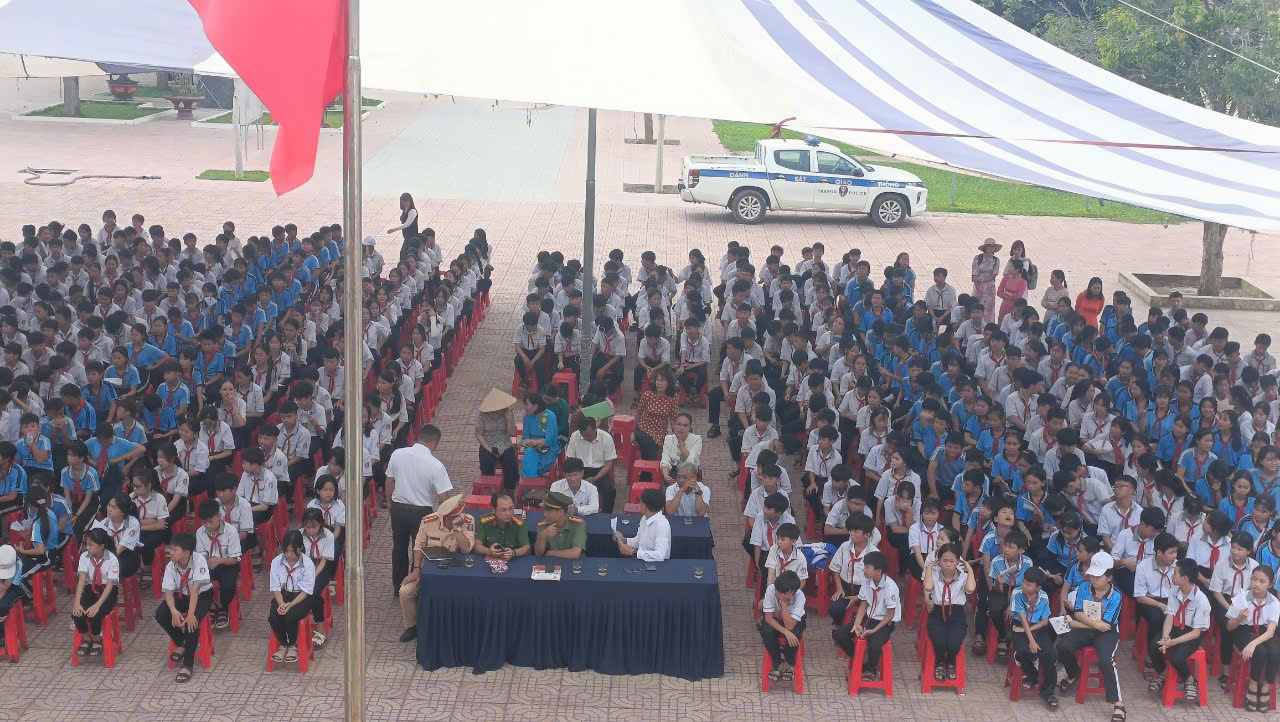 CẢNH SÁT GIAO THÔNG
TRAFFIC POLICE